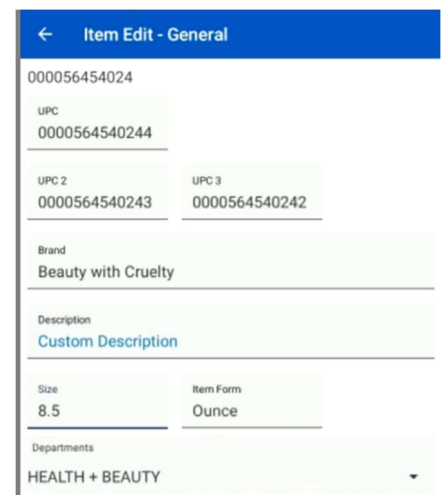 ← Item Edit - General
000056454024
UPC
0000564540244
UPC 2 UPC 3
0000564540243 0000564540242
Brand
Beauty with Cruelty
Description
Custom Description
Size Item Form
8.5 Ounce
Departments
HEALTH + BEAUTY